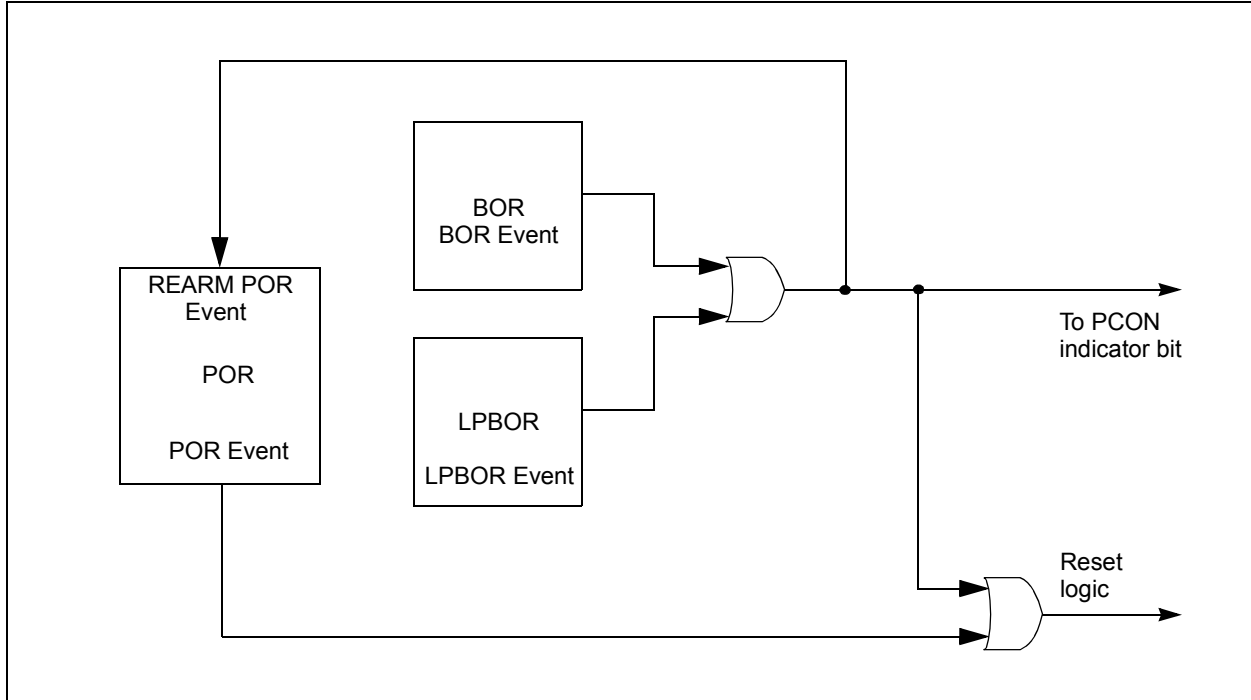 BOR
BOR Event
REARM POR
Event
POR
POR Event
LPBOR
LPBOR Event
To PCON
indicator bit
Reset
logic